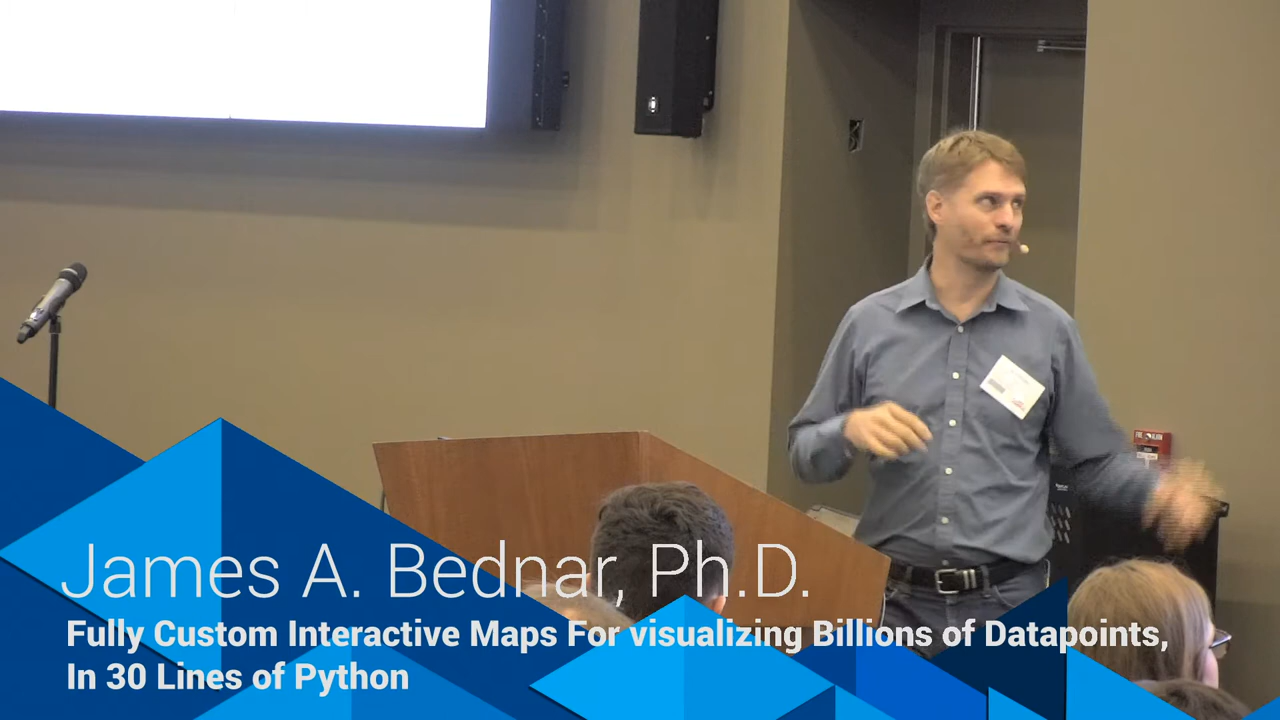 James A. Bednar, Ph.D.
Fully Custom Interactive Maps For visualizing Billions of Datapoints,
In 30 Lines of Python